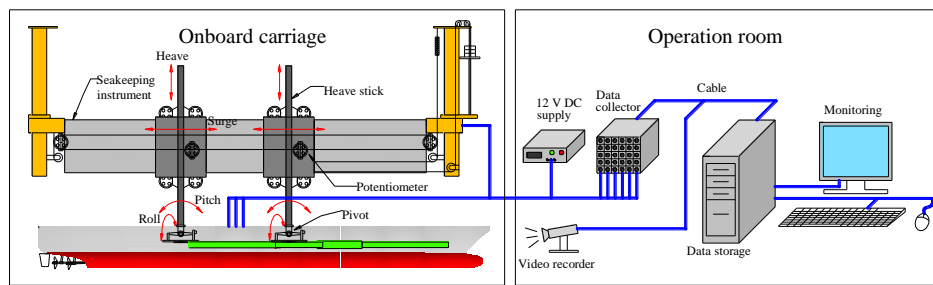 Onboard carriage
Heave
Seakeeping
instrument
Heave stick
Surge
Potentiometer
Pitch
Roll
Pivot
Operation room
Cable
12 V DC
supply
Data
collector
Monitoring
Video recorder
Data storage